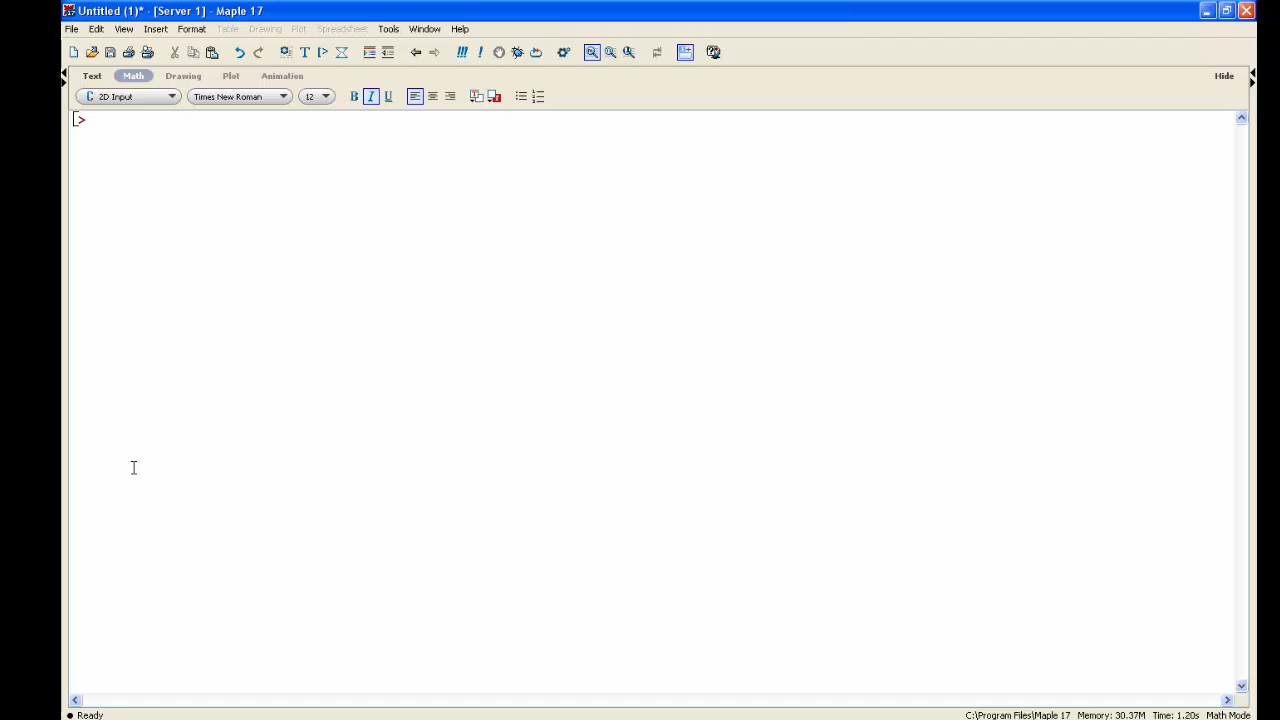 Untitled (1)* - [Server 1] - Maple 17
File Edit View Insert Format Table Drawing Plot Spreadsheet Tools Window Help
Text Math Drawing Plot Animation Hide
C 2D Input Times New Roman 12 B I U
[>
Ready C:\Program Files\Maple 17 Memory: 30.37M Time: 1.20s Math Mode